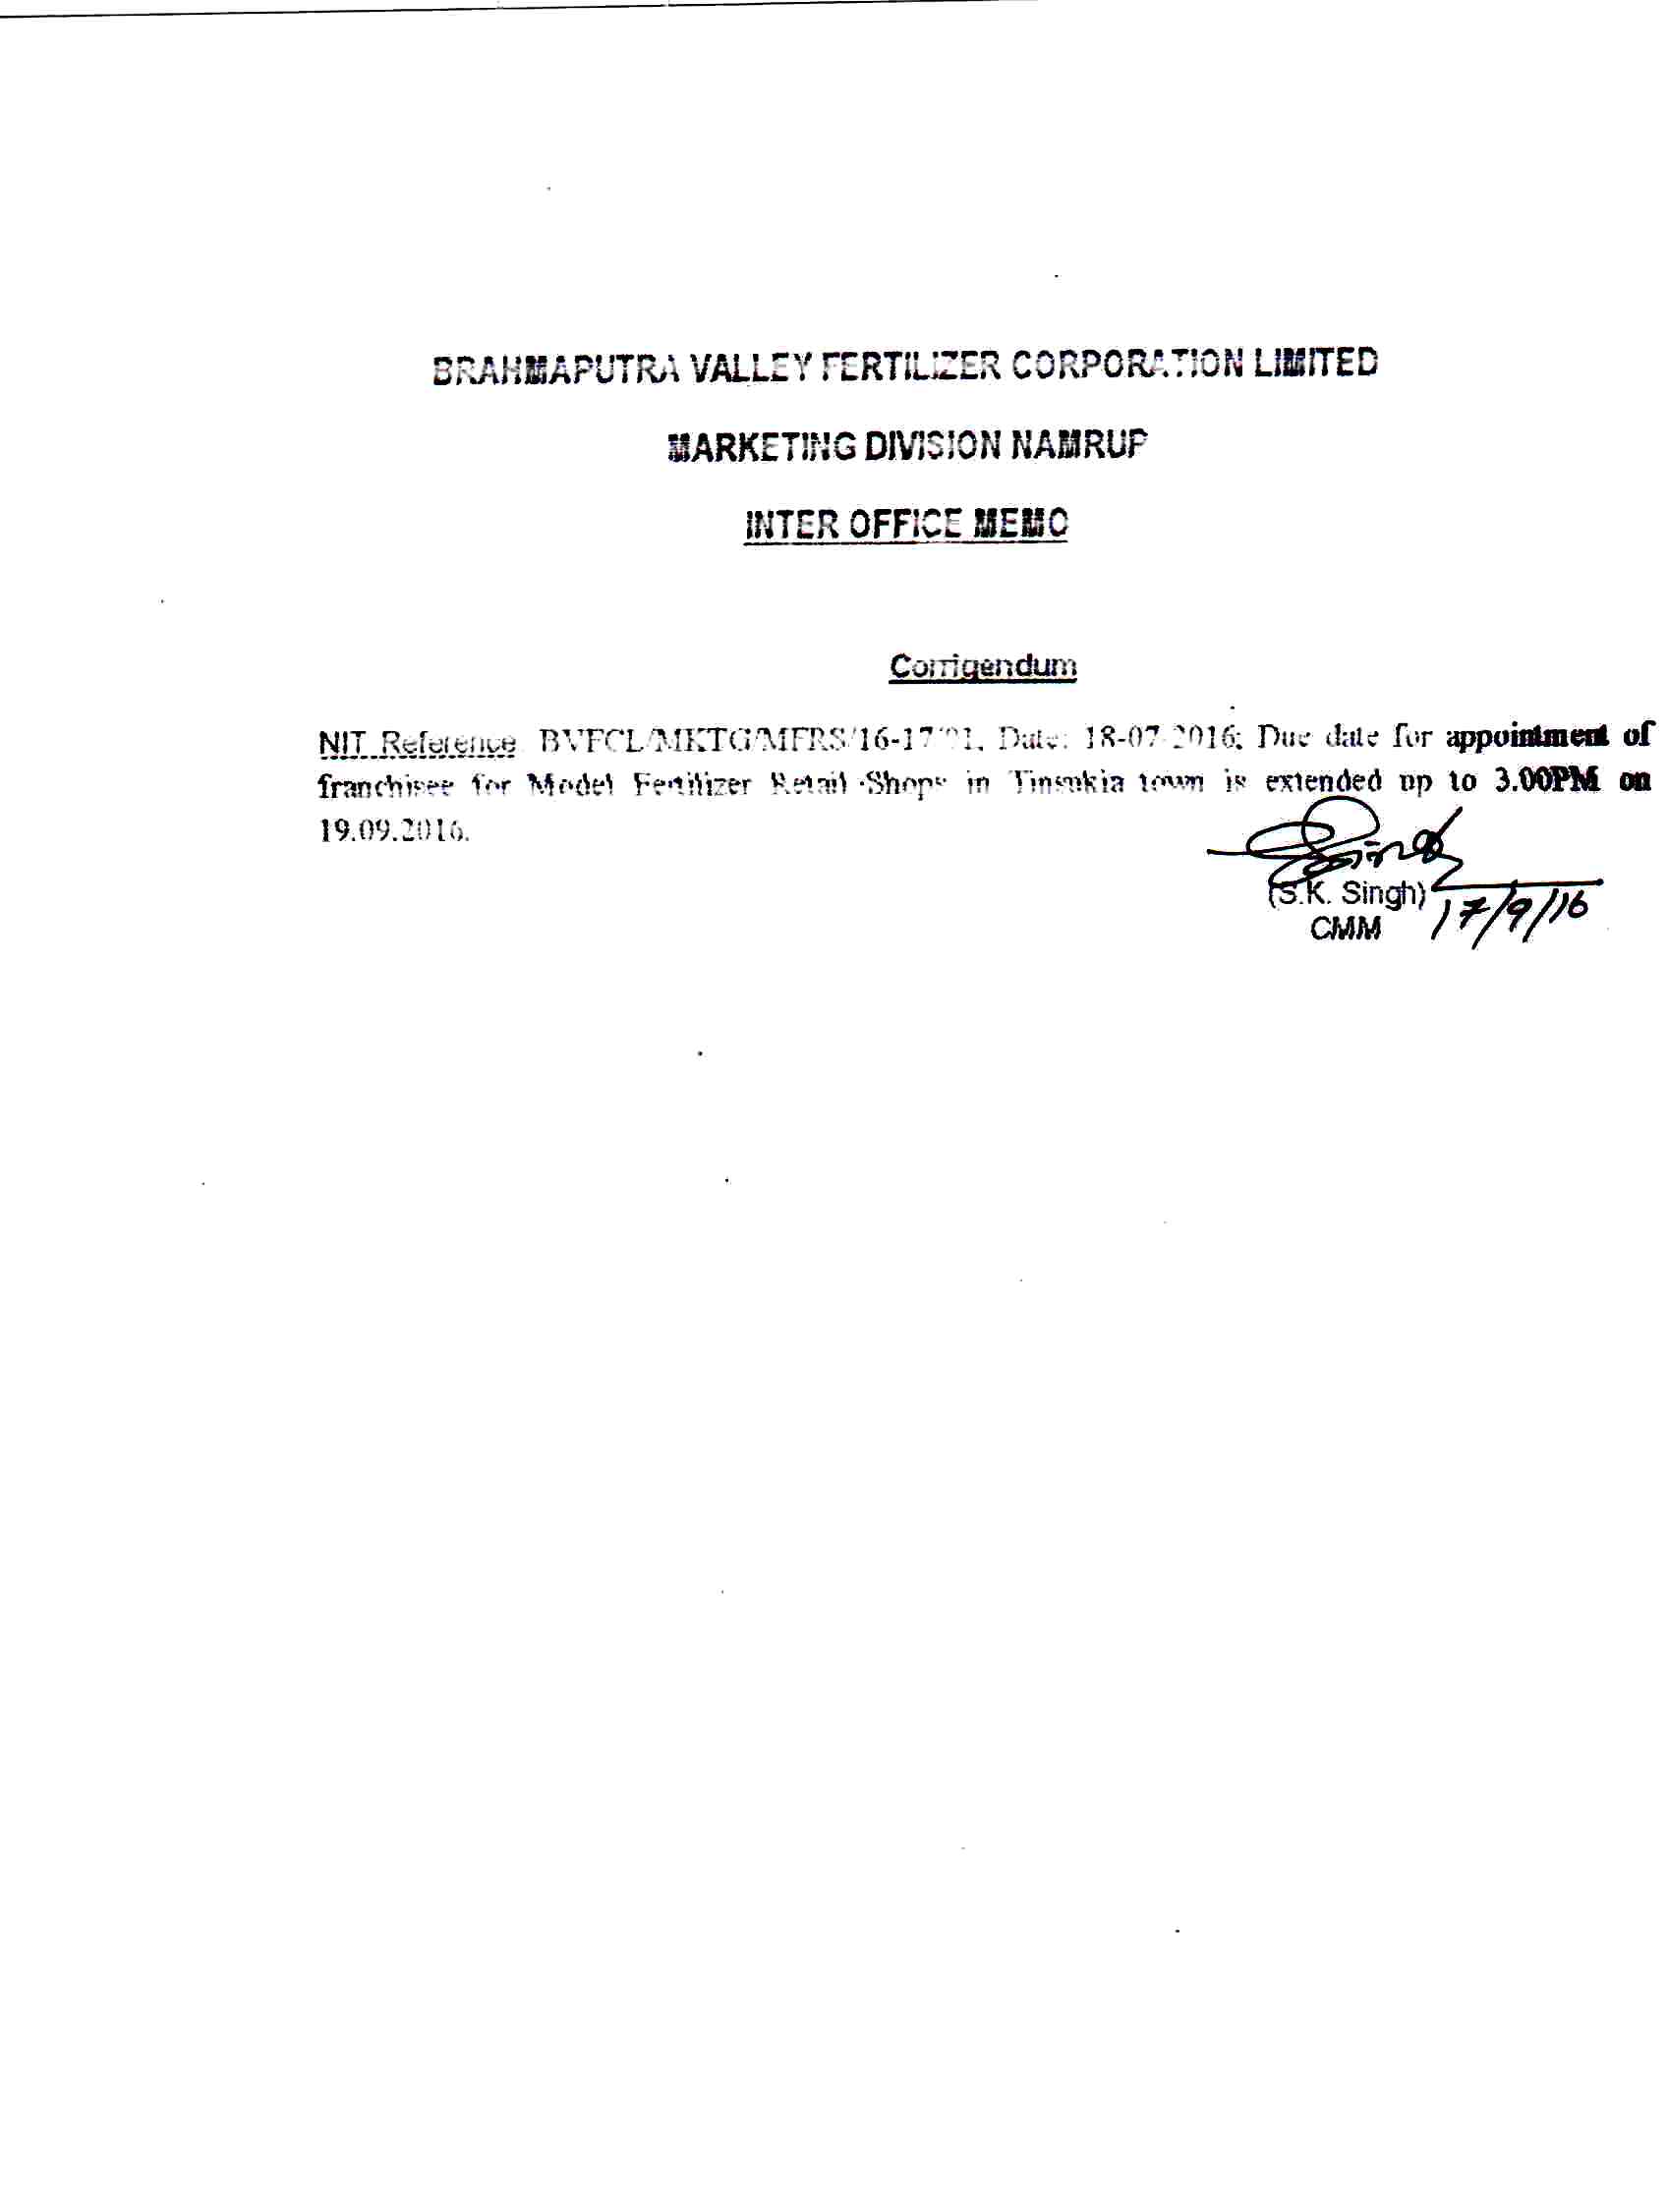 BRAHMAPUTRA VALLEY FERTILIZER CORPORATION LIMITED
MARKETING DIVISION NAMRUP
INTER OFFICE MEMO
Corrigendum
NIT Reference BVFCL/MKTG/MFRS/16-17/01, Date: 18-07-2016; Due date for appointment of
franchisee for Model Fertilizer Retail Shops in Tinsukia town is extended up to 3.00PM on
19.09.2016.
Singh
(S.K. Singh) 17/9/16
CMM